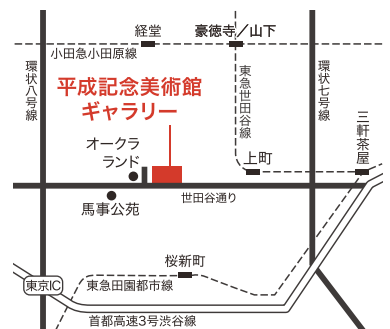 経堂
豪徳寺／山下
小田急小田原線
環状八号線
平成記念美術館
ギャラリー
東急世田谷線
環状七号線
オークラ
ランド
上町
三軒茶屋
世田谷通り
馬事公苑
桜新町
東京IC
東急田園都市線
首都高速3号渋谷線